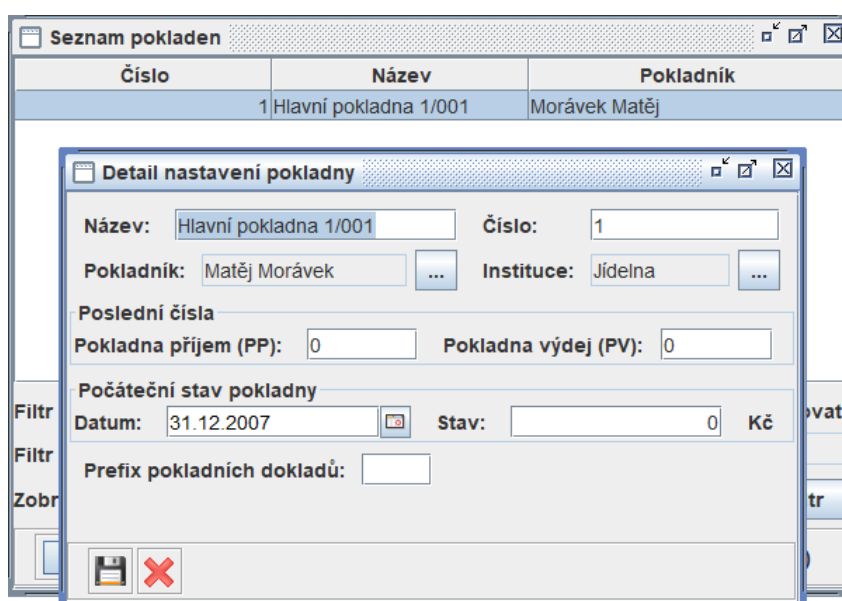 Seznam pokladen
Číslo Název Pokladník
1 Hlavní pokladna 1/001 Morávek Matěj
Detail nastavení pokladny
Název: Hlavní pokladna 1/001 Číslo: 1
Pokladník: Matěj Morávek ... Instituce: Jídelna ...
Poslední čísla
Pokladna příjem (PP): 0 Pokladna výdej (PV): 0
Počáteční stav pokladny
Filtr
Datum: 31.12.2007 Stav: 0 Kč
Filtr
Prefix pokladních dokladů: